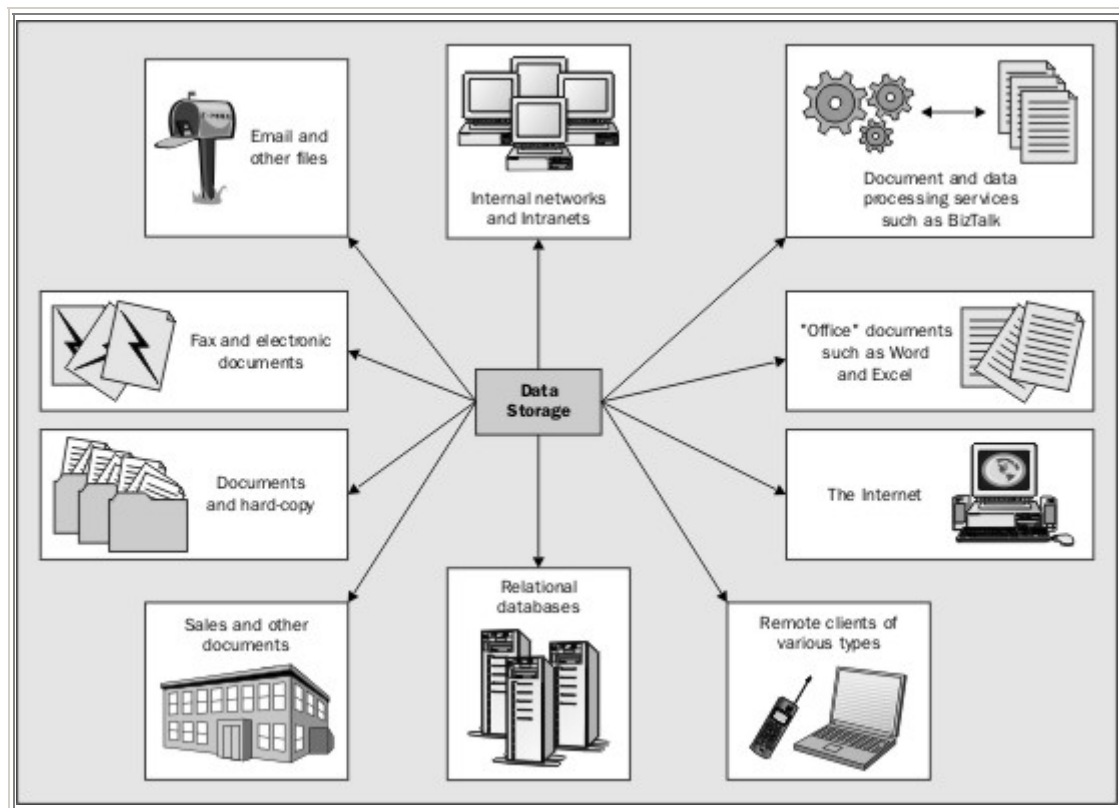 Email and
other files
Internal networks
and Intranets
Document and data
processing services
such as BizTalk
Fax and electronic
documents
"Office" documents
such as Word
and Excel
Data
Storage
Documents
and hard-copy
The Internet
Sales and other
documents
Relational
databases
Remote clients of
various types